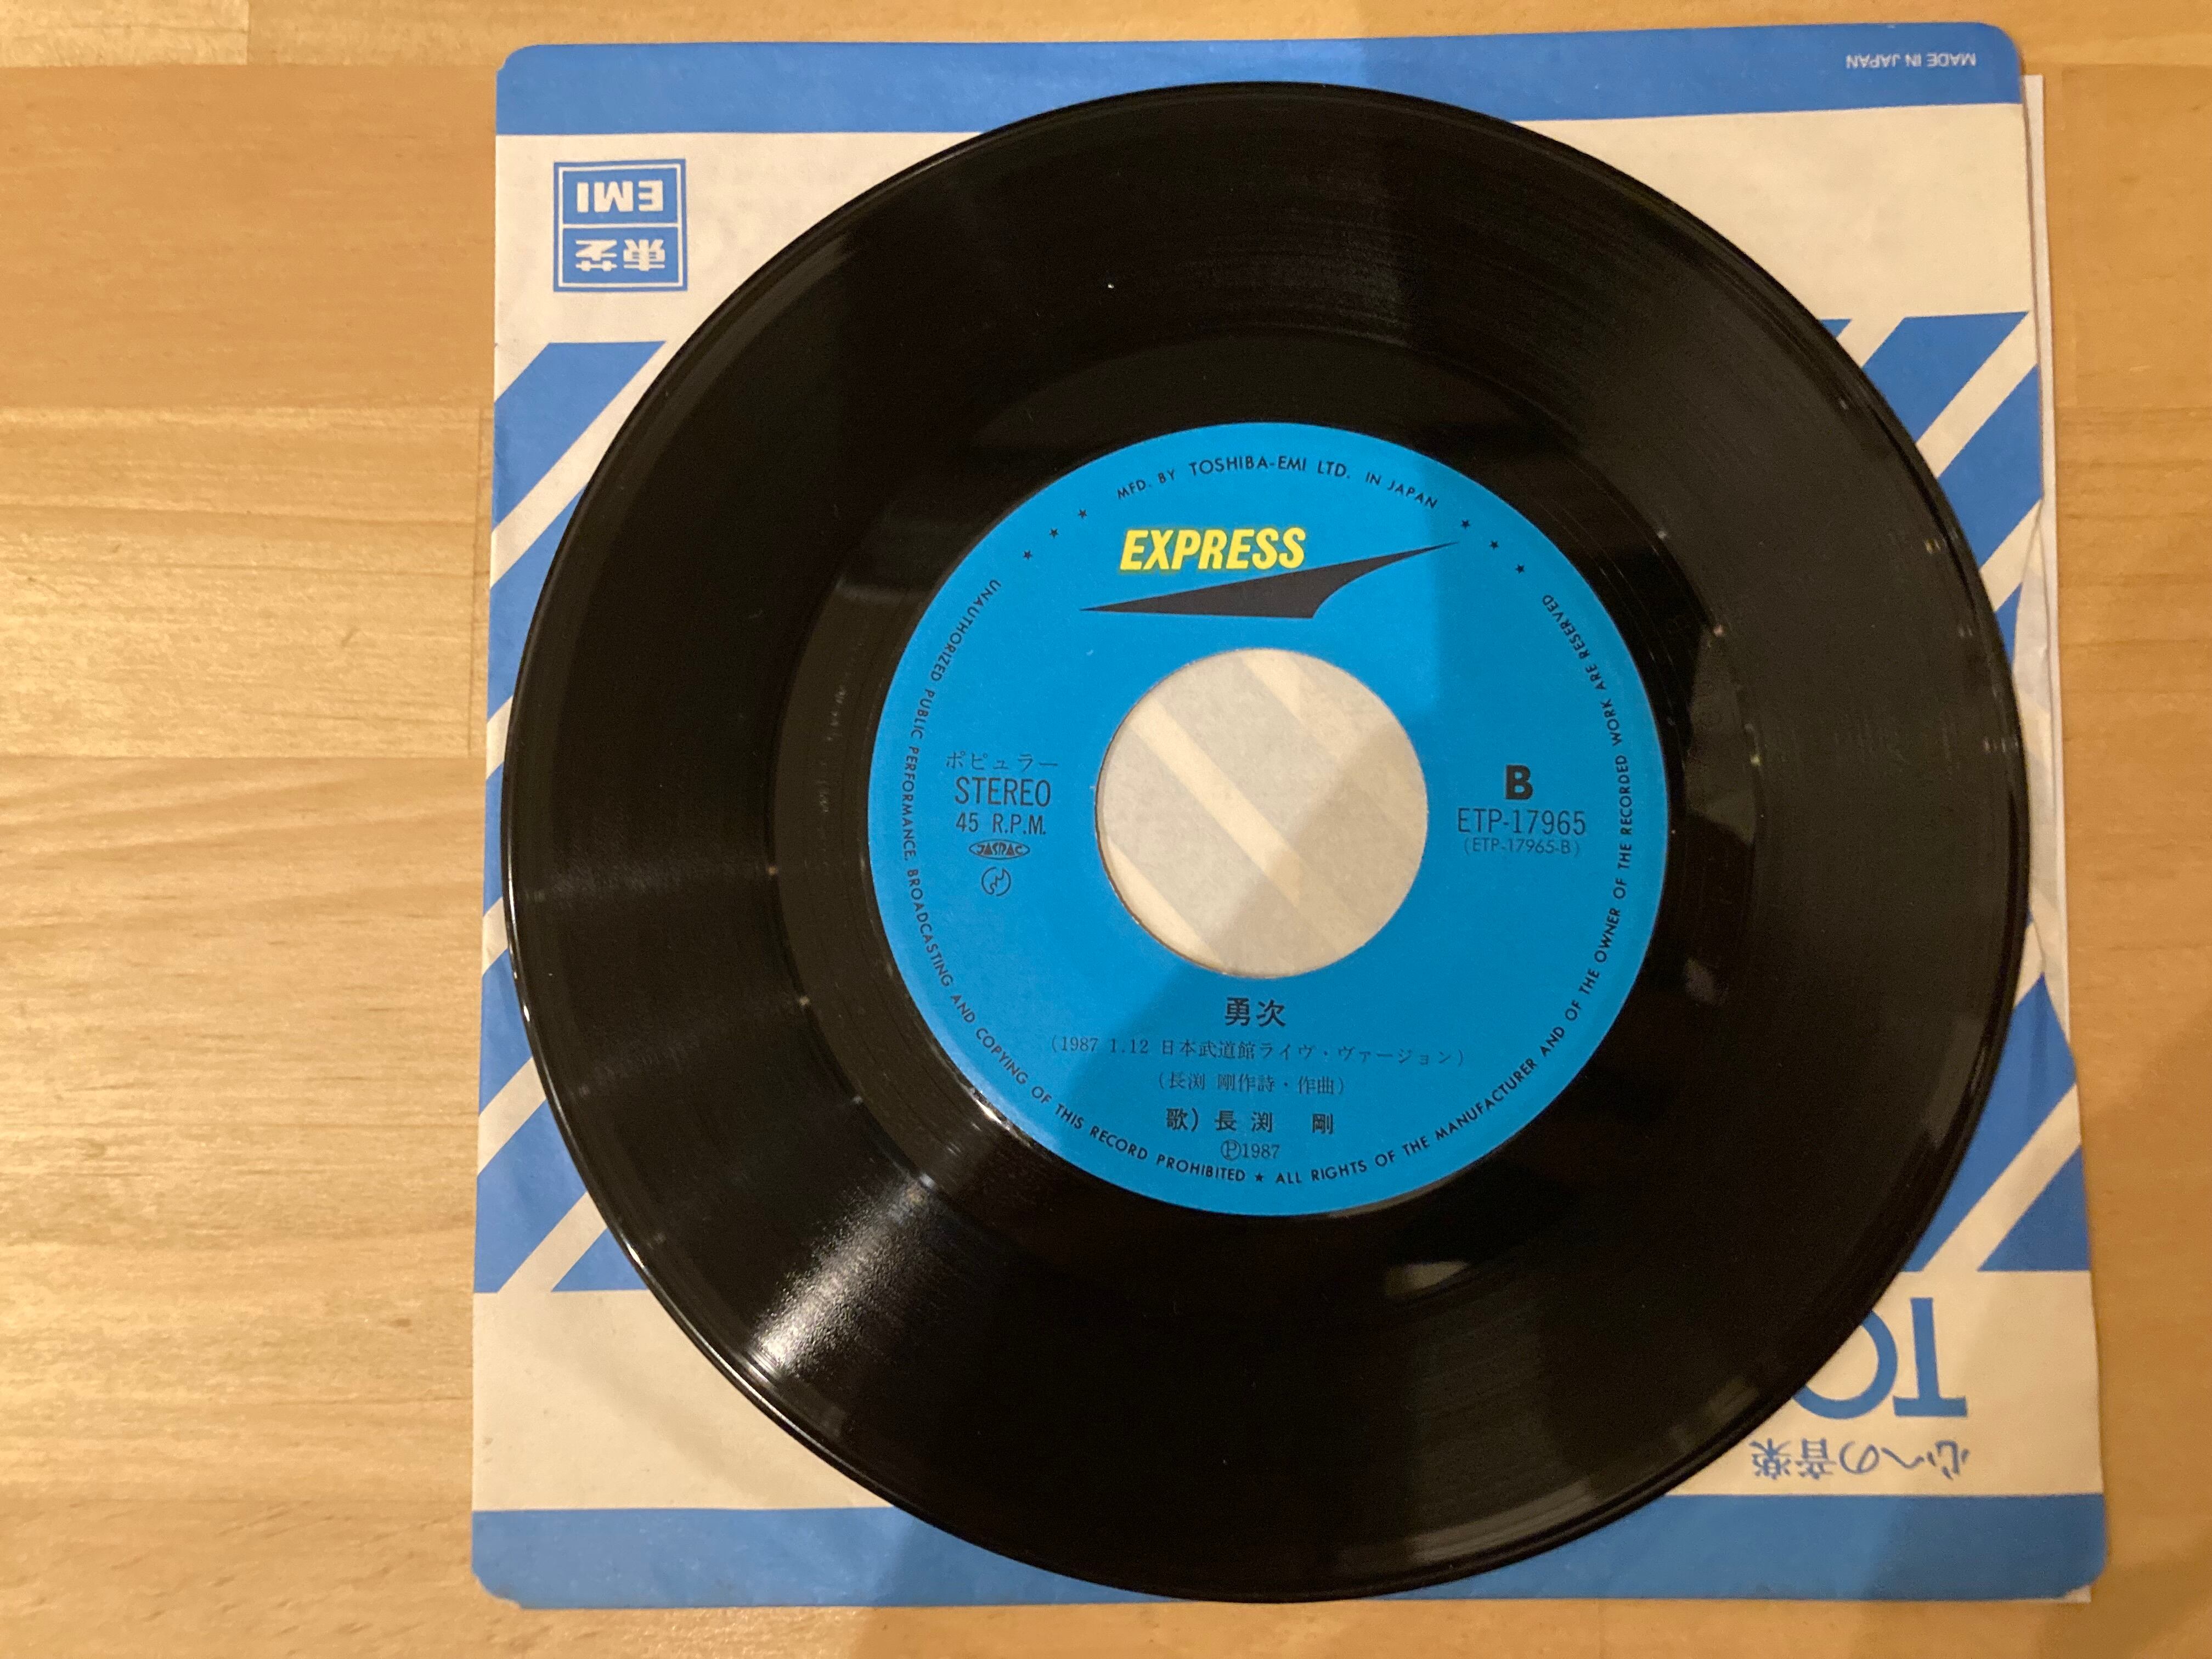 MADE IN JAPAN
東芝
EMI
MFD. BY TOSHIBA-EMI LTD. IN JAPAN
EXPRESS
ポピュラー
STEREO
45 R.P.M.
JASRAC
B
ETP-17965
(ETP-17965-B)
勇次
(1987 1.12 日本武道館ライヴ・ヴァージョン)
(長渕 剛作詩・作曲)
歌) 長渕 剛
Ⓟ1987
UNAUTHORIZED PUBLIC PERFORMANCE, BROADCASTING AND COPYING OF THIS RECORD PROHIBITED ★ ALL RIGHTS OF THE MANUFACTURER AND OF THE OWNER OF THE RECORDED WORK ARE RESERVED
心への音楽
TO